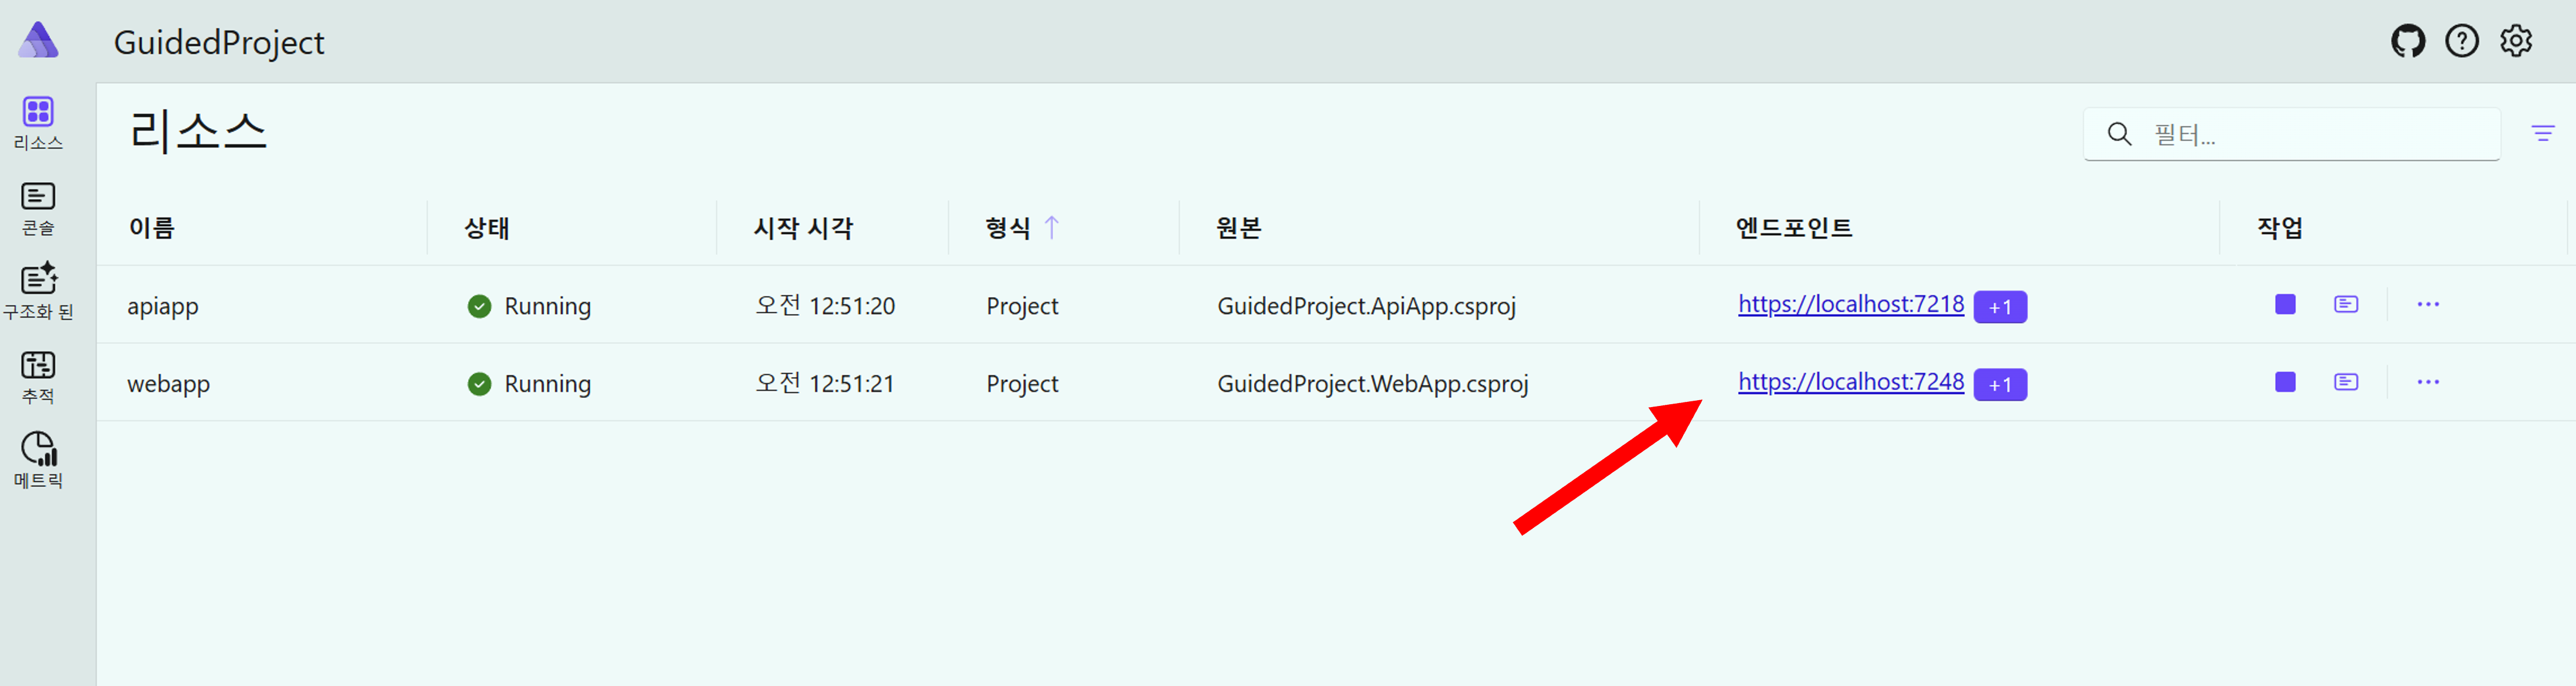 GuidedProject
리소스
콘솔
구조화 된
추적
메트릭
리소스
필터...
이름 상태 시작 시각 형식 원본 엔드포인트 작업
apiapp Running 오전 12:51:20 Project GuidedProject.ApiApp.csproj https://localhost:7218 +1
webapp Running 오전 12:51:21 Project GuidedProject.WebApp.csproj https://localhost:7248 +1